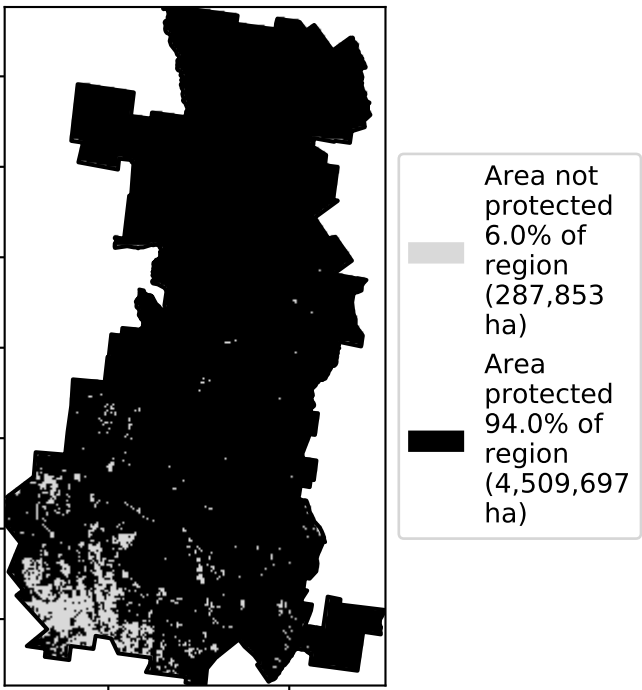 Area not
protected
6.0% of
region
(287,853
ha)
Area
protected
94.0% of
region
(4,509,697
ha)